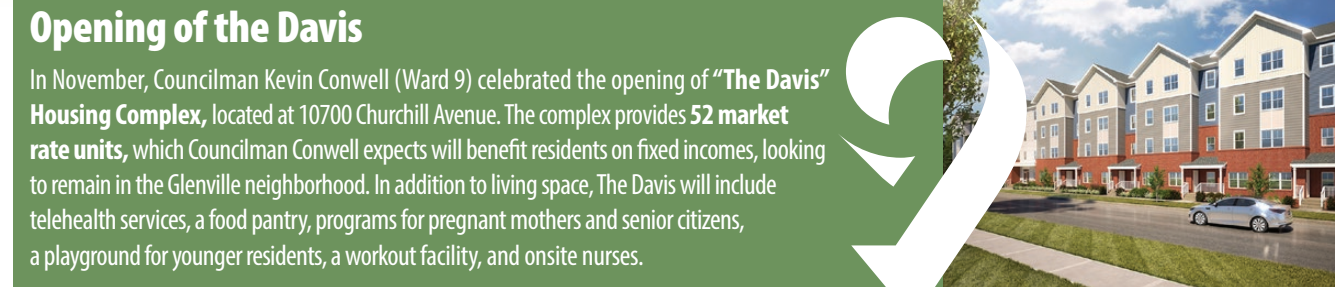 Opening of the Davis
In November, Councilman Kevin Conwell (Ward 9) celebrated the opening of “The Davis”
Housing Complex, located at 10700 Churchill Avenue. The complex provides 52 market
rate units, which Councilman Conwell expects will benefit residents on fixed incomes, looking
to remain in the Glenville neighborhood. In addition to living space, The Davis will include
telehealth services, a food pantry, programs for pregnant mothers and senior citizens,
a playground for younger residents, a workout facility, and onsite nurses.
9